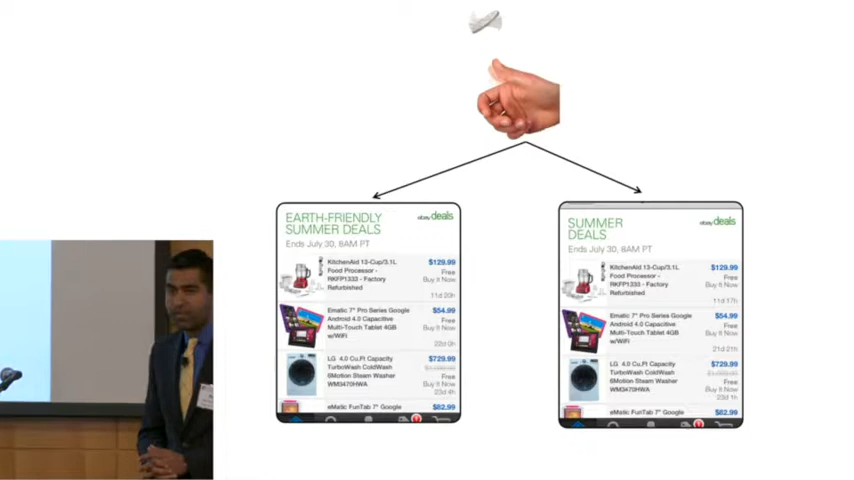 EARTH-FRIENDLY
SUMMER DEALS
ebay deals
Ends July 30, 8AM PT
KitchenAid 13-Cup/3.1L
Food Processor -
RKFP1333 - Factory
Refurbished
$129.99
Free
Buy It Now
11d 20h
Ematic 7" Pro Series Google
Android 4.0 Capacitive
Multi-Touch Tablet 4GB
w/WiFi
$54.99
Free
Buy It Now
22d 0h
LG 4.0 Cu.Ft Capacity
TurboWash ColdWash
6Motion Steam Washer
WM3470HWA
$729.99
Free
Buy It Now
23d 4h
eMatic FunTab 7" Google
$82.99
SUMMER
DEALS
ebay deals
Ends July 30, 8AM PT
KitchenAid 13-Cup/3.1L
Food Processor -
RKFP1333 - Factory
Refurbished
$129.99
Free
Buy It Now
11d 17h
Ematic 7" Pro Series Google
Android 4.0 Capacitive
Multi-Touch Tablet 4GB
w/WiFi
$54.99
Free
Buy It Now
21d 21h
LG 4.0 Cu.Ft Capacity
TurboWash ColdWash
6Motion Steam Washer
WM3470HWA
$729.99
Free
Buy It Now
23d 1h
eMatic FunTab 7" Google
$82.99